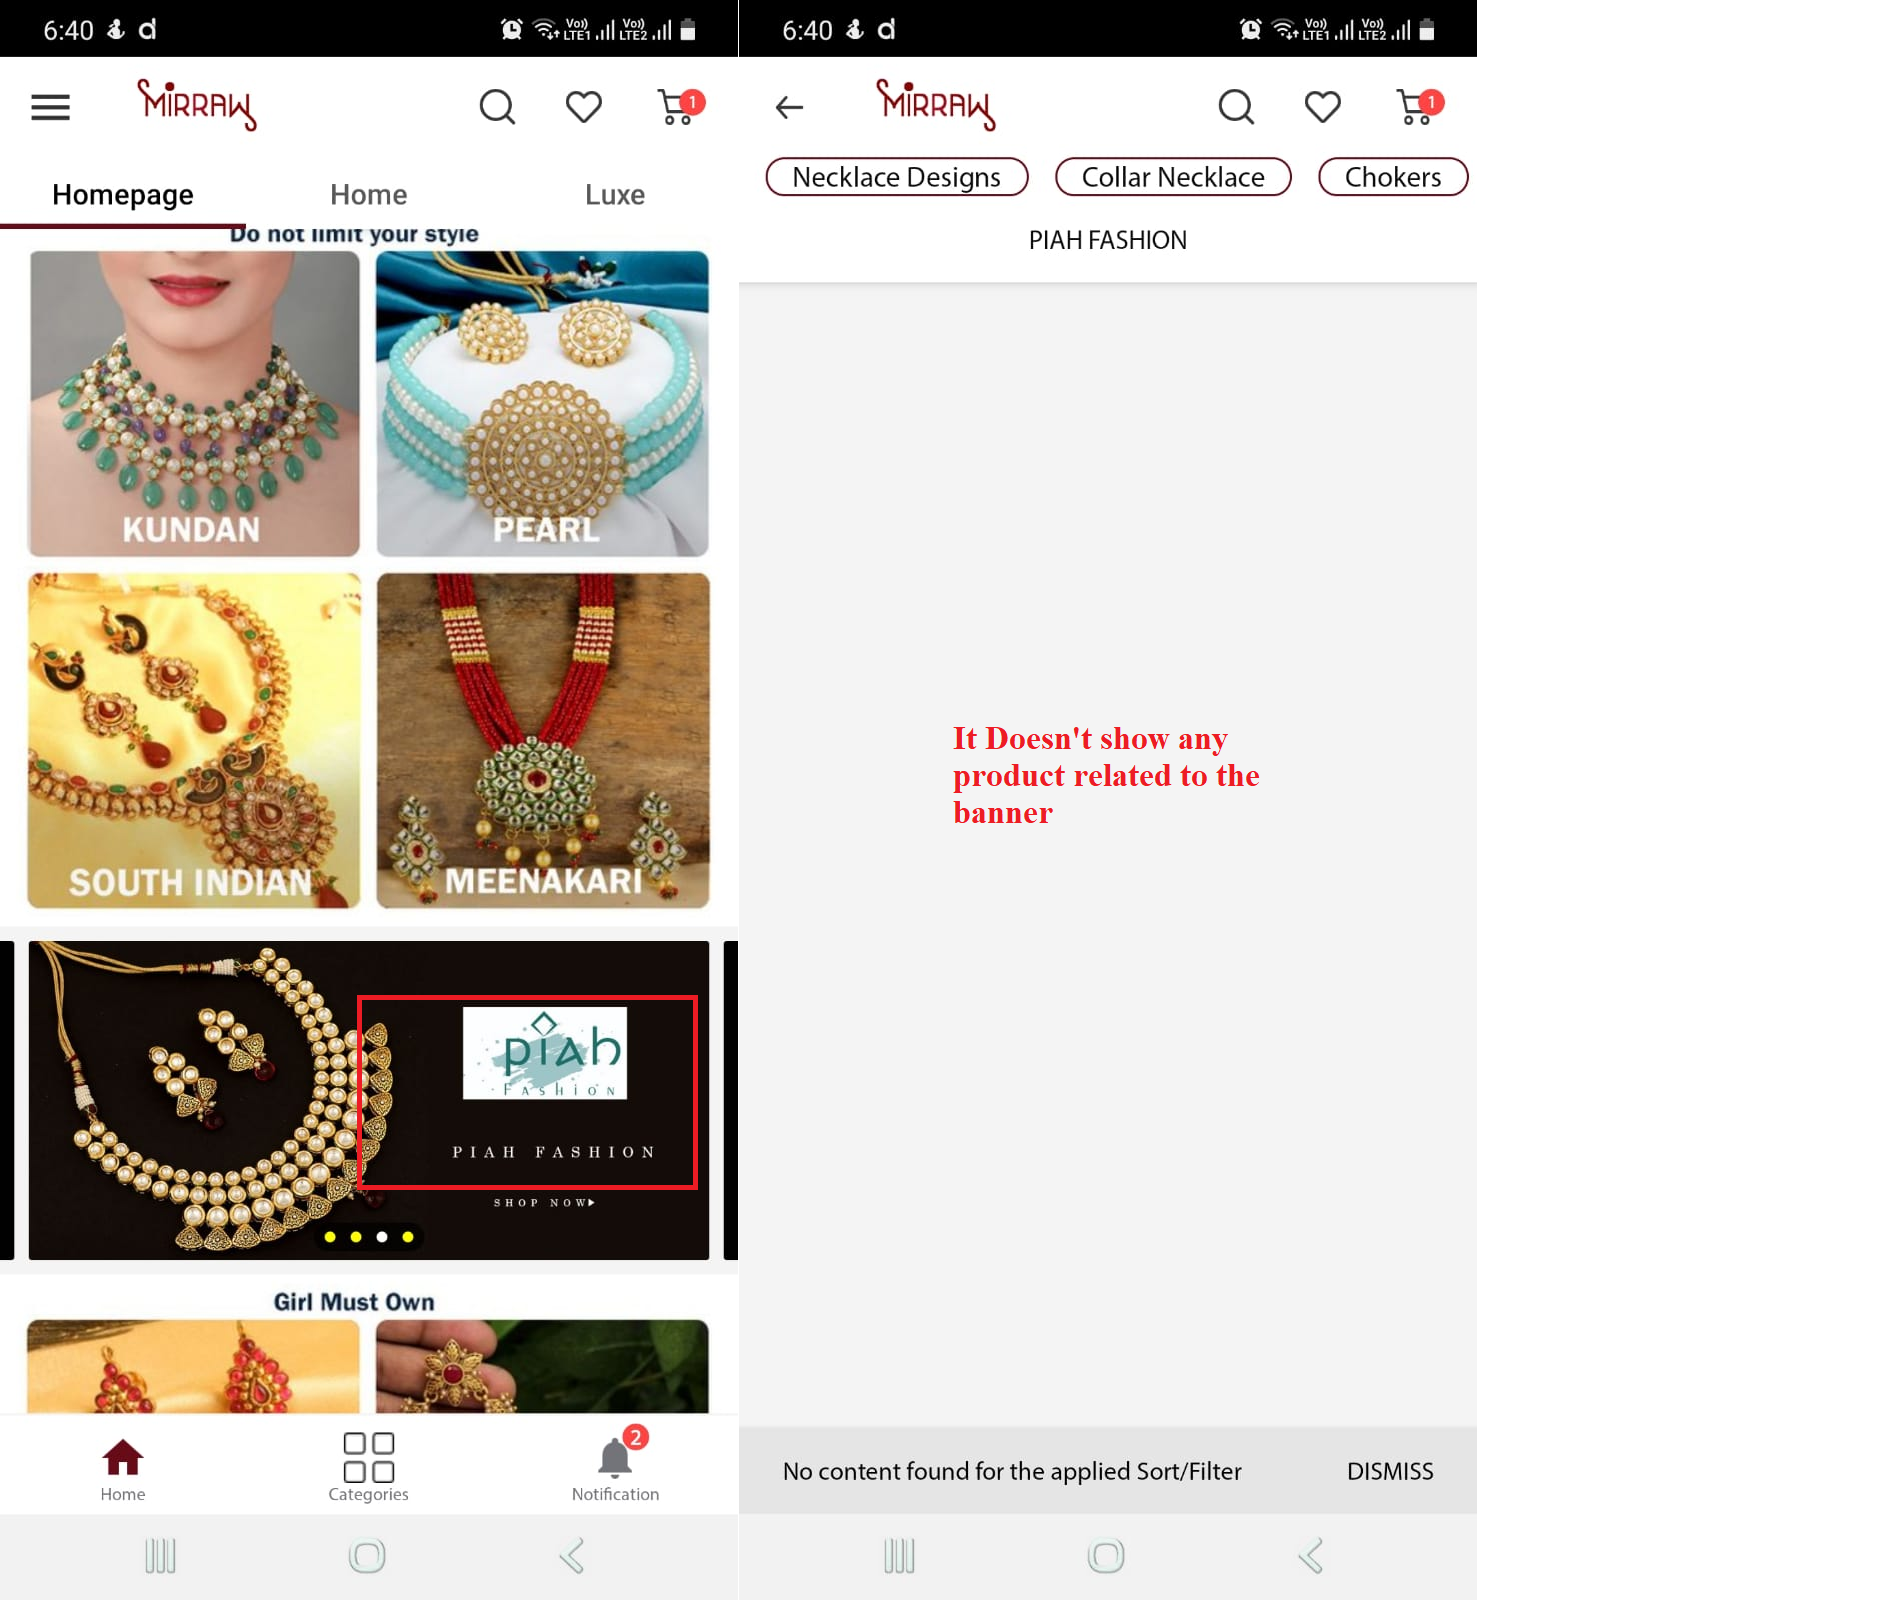 6:40 d
Vo)) LTE1 Vo)) LTE2
MIRRAW
1
Homepage Home Luxe
Do not limit your style
KUNDAN PEARL
SOUTH INDIAN MEENAKARI
piah
FASHION
PIAH FASHION
SHOP NOW
Girl Must Own
2
Home Categories Notification
6:40 d
Vo)) LTE1 Vo)) LTE2
MIRRAW
1
Necklace Designs Collar Necklace Chokers
PIAH FASHION
It Doesn't show any
product related to the
banner
No content found for the applied Sort/Filter DISMISS